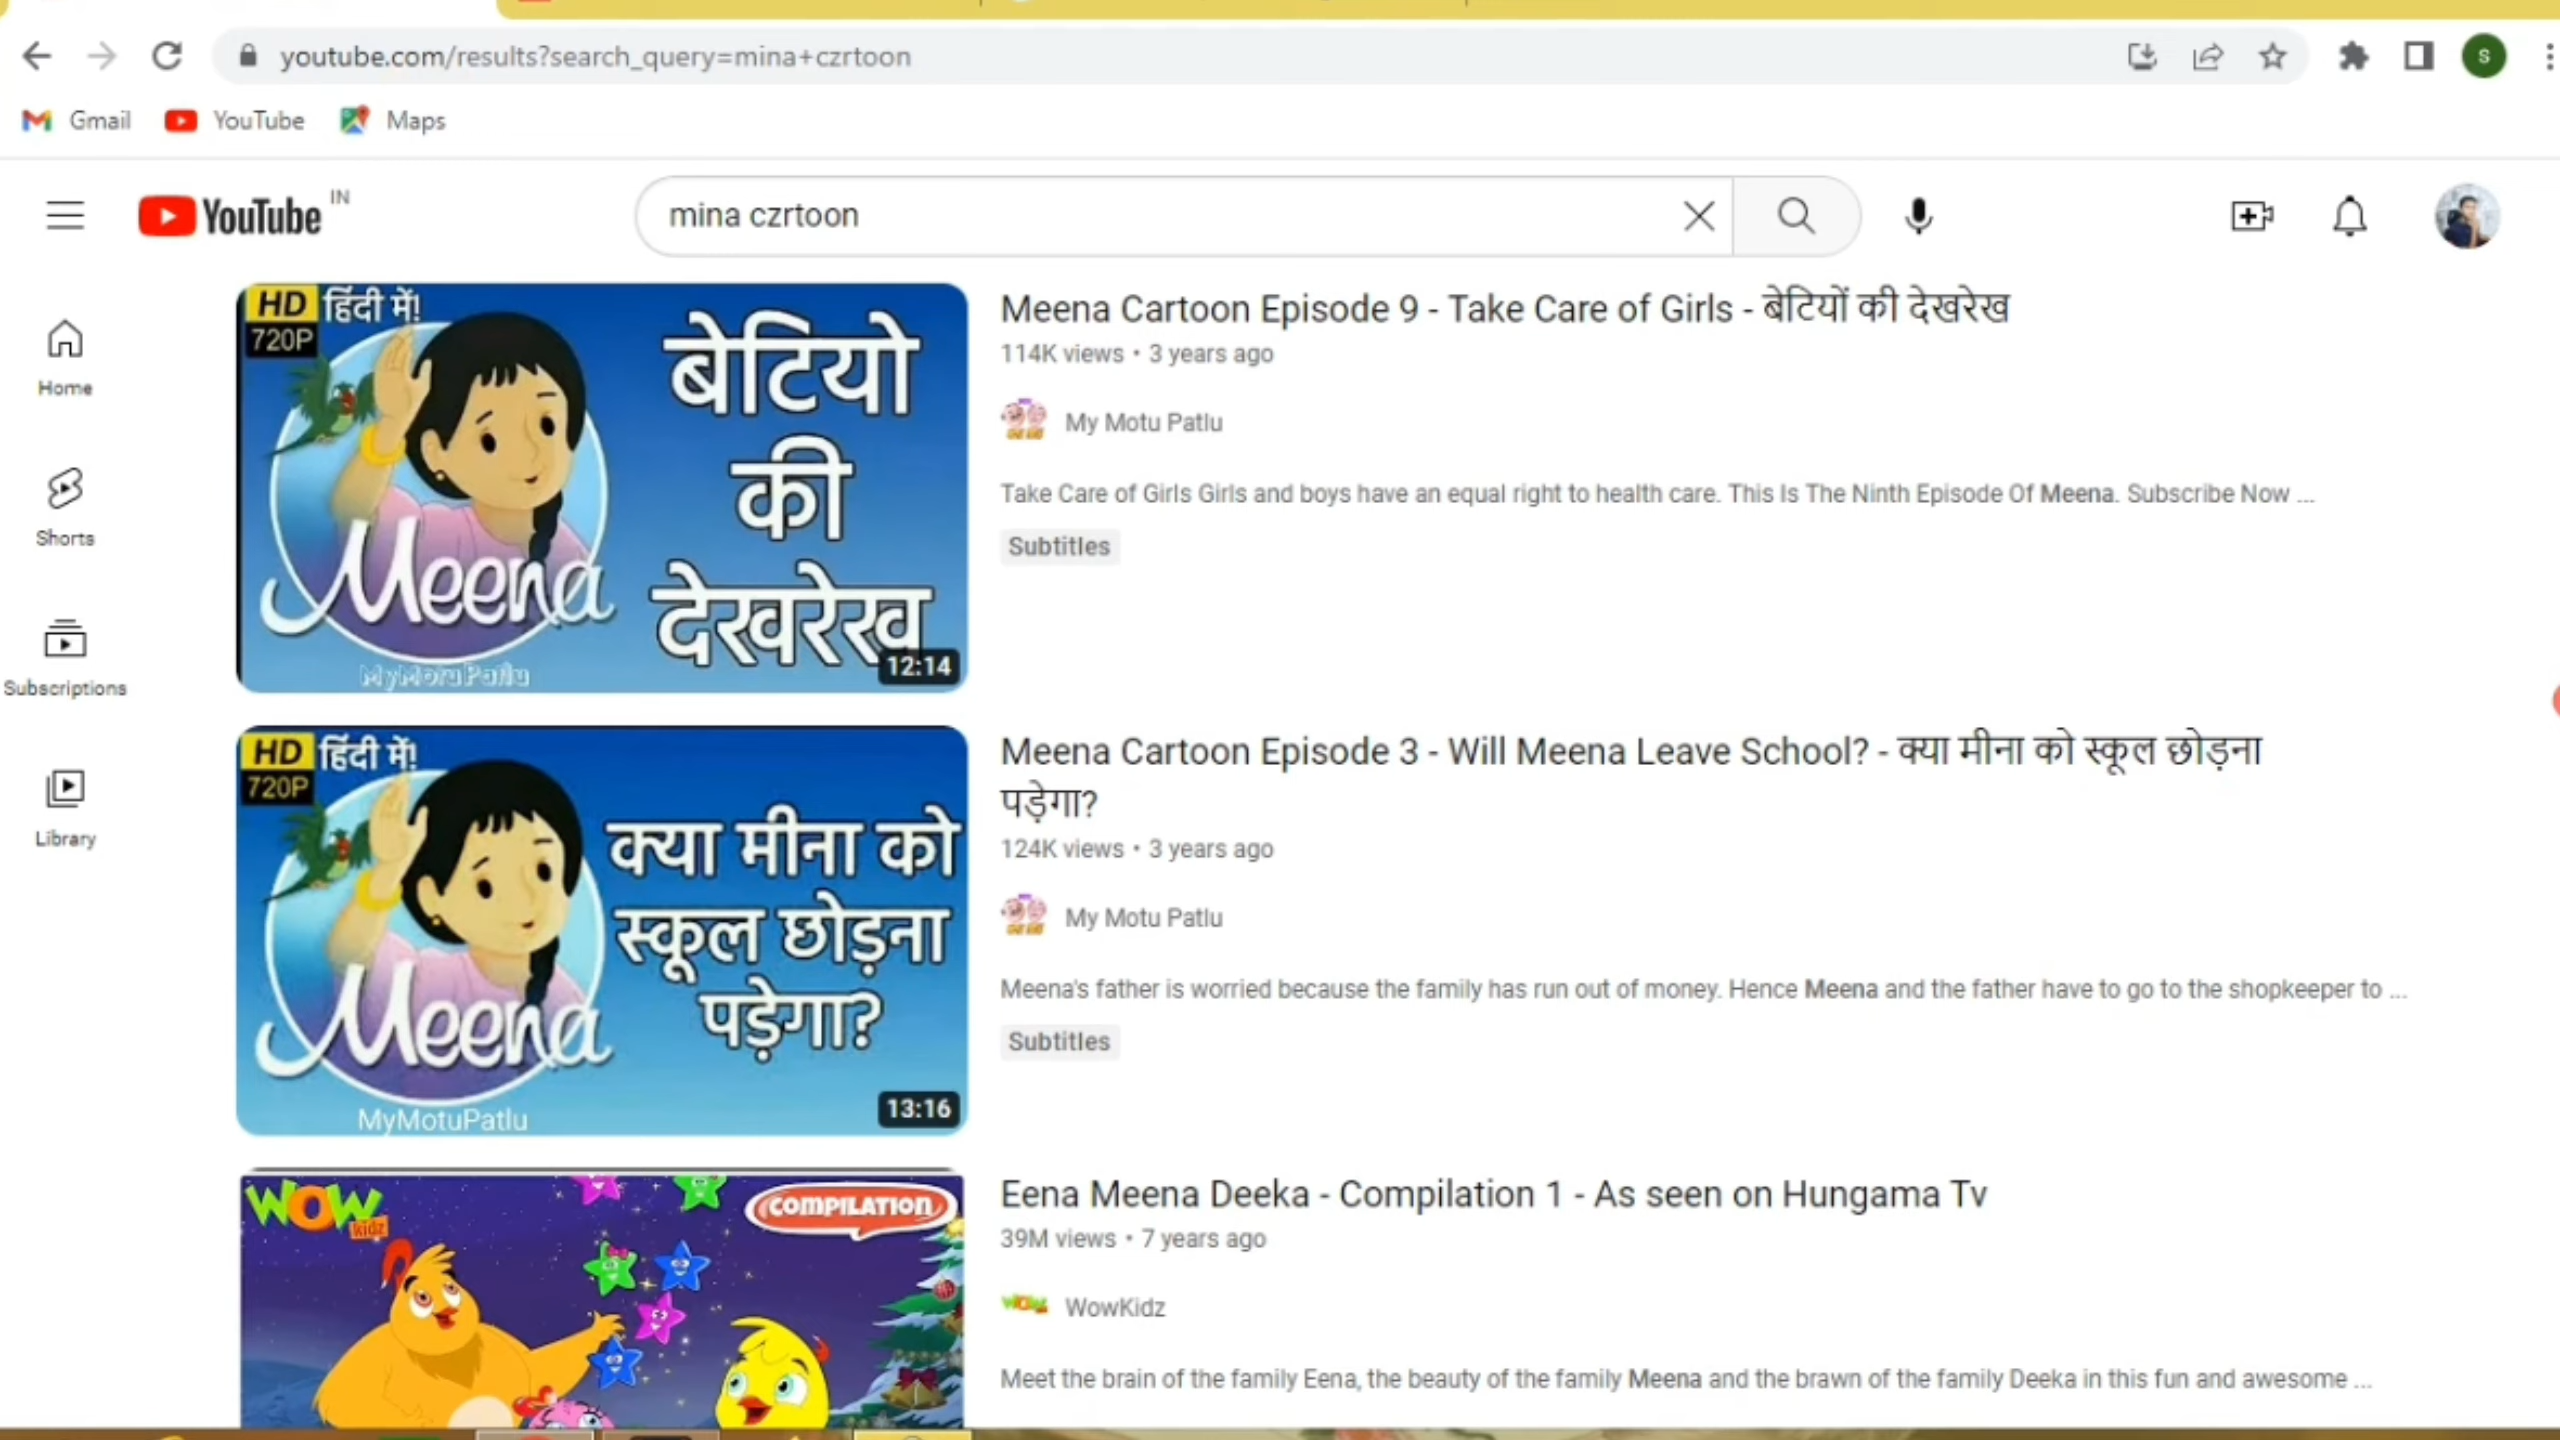 youtube.com/results?search_query=mina+czrtoon
S
Gmail
YouTube
Maps
YouTube
IN
mina czrtoon
Home
Shorts
Subscriptions
Library
HD हिंदी में!
720P
बेटियो
की
देखरेख
Meena
MyMotuPatlu
12:14
Meena Cartoon Episode 9 - Take Care of Girls - बेटियों की देखरेख
114K views • 3 years ago
My Motu Patlu
Take Care of Girls Girls and boys have an equal right to health care. This Is The Ninth Episode Of Meena. Subscribe Now ...
Subtitles
HD हिंदी में!
720P
क्या मीना को
स्कूल छोड़ना
पड़ेगा?
Meena
MyMotuPatlu
13:16
Meena Cartoon Episode 3 - Will Meena Leave School? - क्या मीना को स्कूल छोड़ना
पड़ेगा?
124K views • 3 years ago
My Motu Patlu
Meena's father is worried because the family has run out of money. Hence Meena and the father have to go to the shopkeeper to ...
Subtitles
WOW
kidz
COMPILATION
Eena Meena Deeka - Compilation 1 - As seen on Hungama Tv
39M views • 7 years ago
WOW
WowKidz
Meet the brain of the family Eena, the beauty of the family Meena and the brawn of the family Deeka in this fun and awesome ...